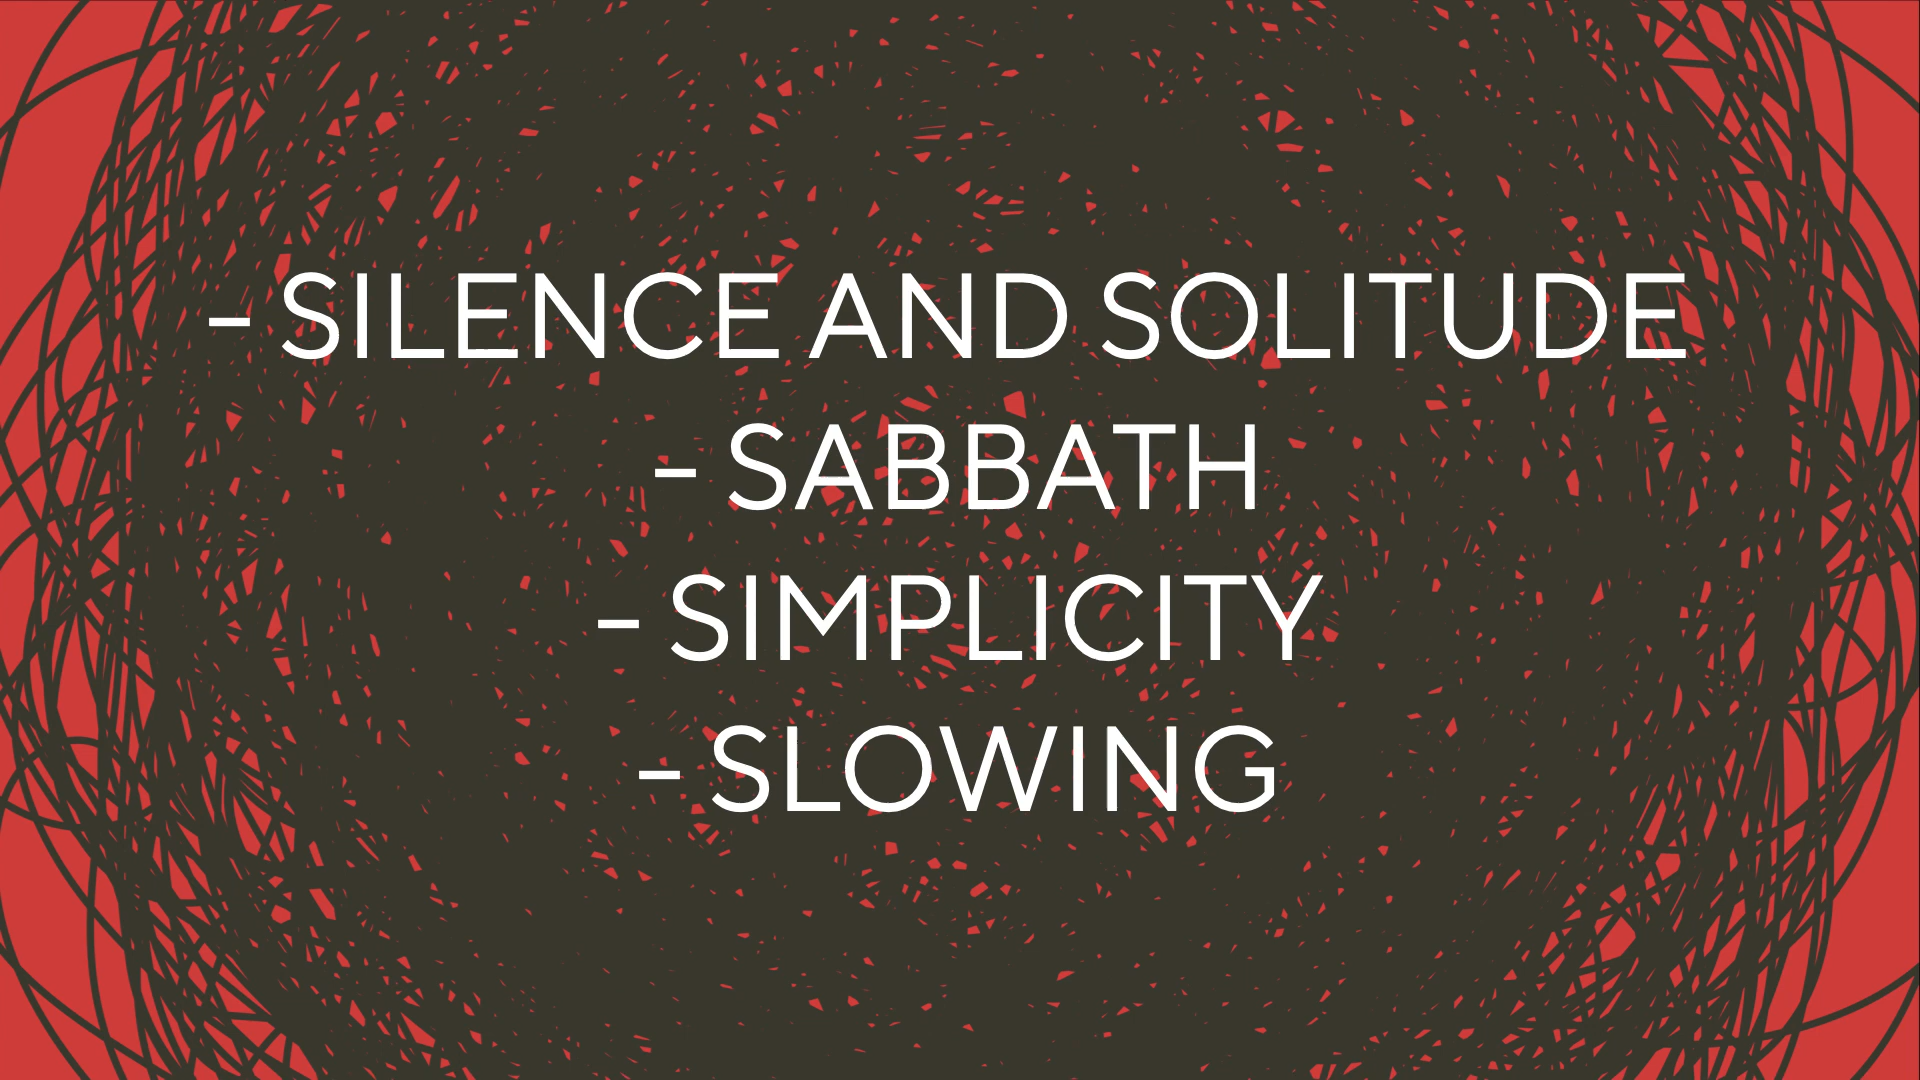 - SILENCE AND SOLITUDE
- SABBATH
- SIMPLICITY
- SLOWING